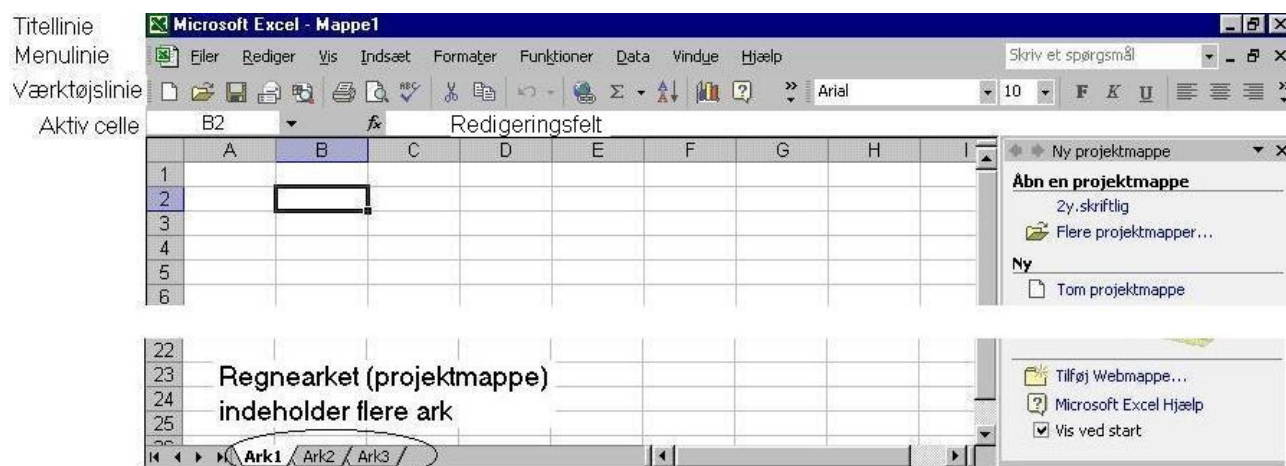 Titellinie
Microsoft Excel - Mappe1
Menulinie
Filer Rediger Vis Indsæt Formater Funktioner Data Vindue Hjælp
Skriv et spørgsmål
Værktøjslinie
ABC
Σ
Arial
10
F K U
Aktiv celle
B2
fx
Redigeringsfelt
A B C D E F G H I
Ny projektmappe
1
Åbn en projektmappe
2
2y.skriftlig
3
Flere projektmapper...
4
5
Ny
6
Tom projektmappe
22
23
Regnearket (projektmappe)
Tilføj Webmappe...
24
indeholder flere ark
Microsoft Excel Hjælp
25
Vis ved start
Ark1 Ark2 Ark3